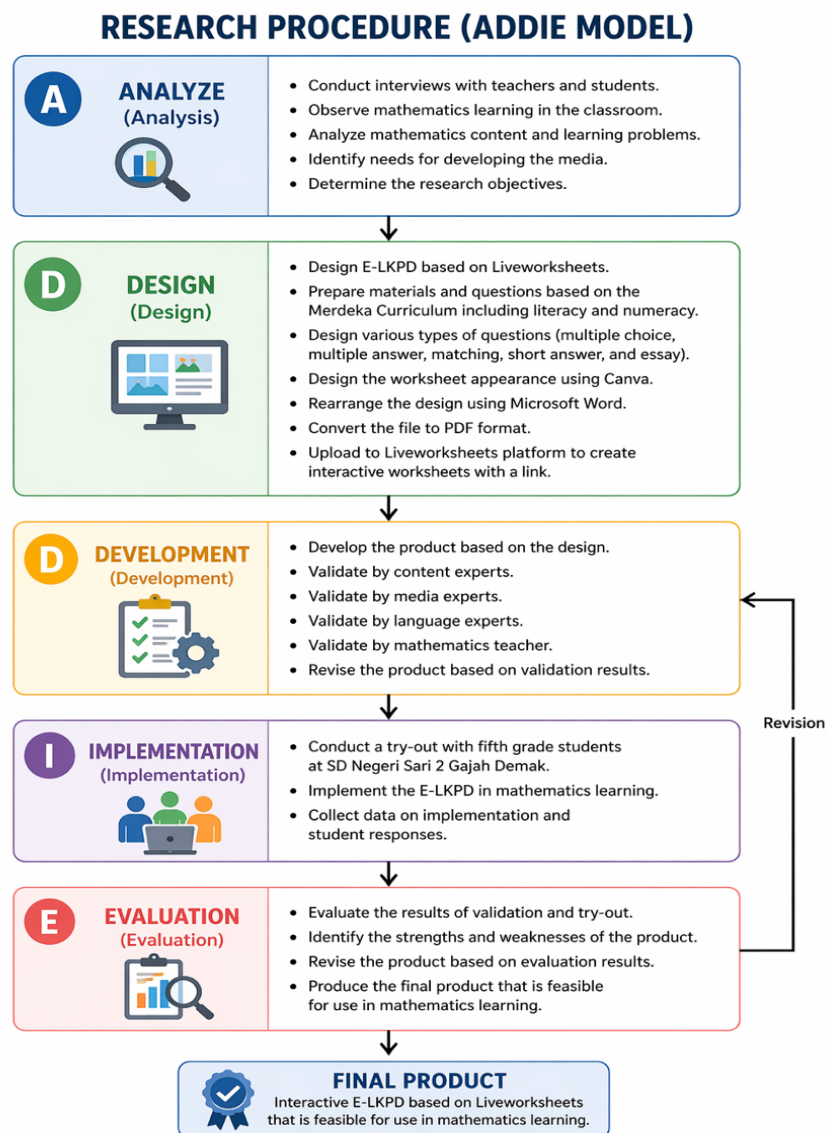 RESEARCH PROCEDURE (ADDIE MODEL)
A
ANALYZE
(Analysis)
• Conduct interviews with teachers and students.
• Observe mathematics learning in the classroom.
• Analyze mathematics content and learning problems.
• Identify needs for developing the media.
• Determine the research objectives.
D
DESIGN
(Design)
• Design E-LKPD based on Liveworksheets.
• Prepare materials and questions based on the
Merdeka Curriculum including literacy and numeracy.
• Design various types of questions (multiple choice,
multiple answer, matching, short answer, and essay).
• Design the worksheet appearance using Canva.
• Rearrange the design using Microsoft Word.
• Convert the file to PDF format.
• Upload to Liveworksheets platform to create
interactive worksheets with a link.
D
DEVELOPMENT
(Development)
• Develop the product based on the design.
• Validate by content experts.
• Validate by media experts.
• Validate by language experts.
• Validate by mathematics teacher.
• Revise the product based on validation results.
Revision
I
IMPLEMENTATION
(Implementation)
• Conduct a try-out with fifth grade students
at SD Negeri Sari 2 Gajah Demak.
• Implement the E-LKPD in mathematics learning.
• Collect data on implementation and
student responses.
E
EVALUATION
(Evaluation)
• Evaluate the results of validation and try-out.
• Identify the strengths and weaknesses of the product.
• Revise the product based on evaluation results.
• Produce the final product that is feasible
for use in mathematics learning.
FINAL PRODUCT
Interactive E-LKPD based on Liveworksheets
that is feasible for use in mathematics learning.